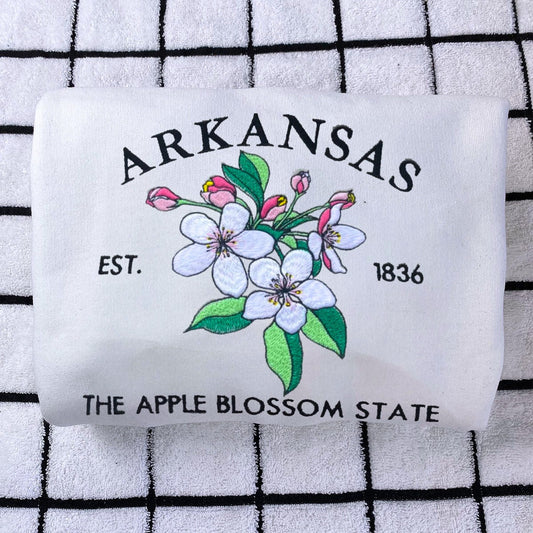 ARKANSAS
EST. 1836
THE APPLE BLOSSOM STATE